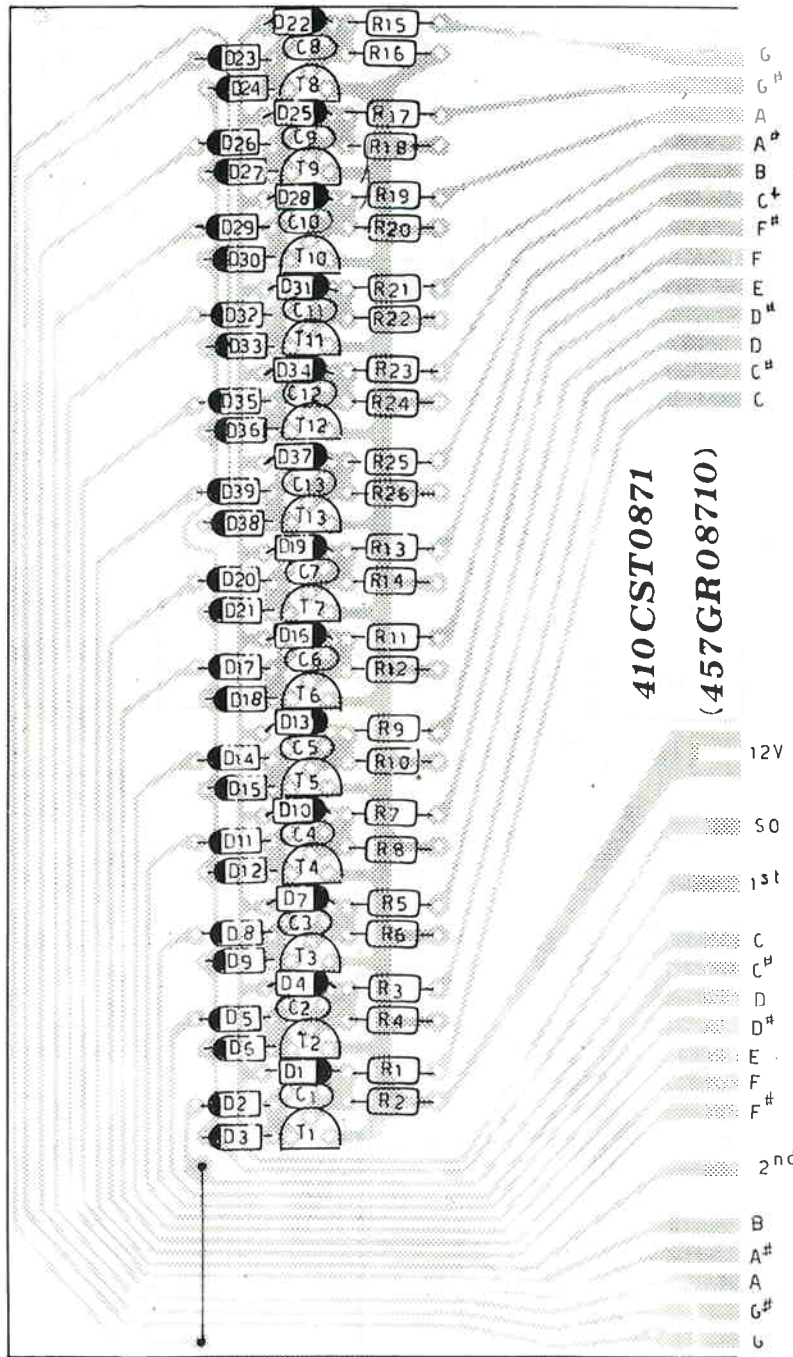 D22 R15
C8
D23 R16
D24 T8
D25 R17
C9
D26 R18
D27 T9
D28 R19
C10
D29 R20
D30 T10
D31 R21
C11
D32 R22
D33 T11
D34 R23
C12
D35 R24
D36 T12
D37 R25
C13
D39 R26
D38 T13
D19 R13
C7
D20 R14
D21 T7
D16 R11
C6
D17 R12
D18 T6
D13 R9
C5
D14 R10
D15 T5
D10 R7
C4
D11 R8
D12 T4
D7 R5
C3
D8 R6
D9 T3
D4 R3
C2
D5 R4
D6 T2
D1 R1
C1
D2 R2
D3 T1
G
G#
A
A#
B
F#
F
E
D#
D
C#
C
410CST0871
(457GR08710)
12V
SO
1st
C
C#
D
D#
E
F
F#
2nd
B
A#
A
G#
G